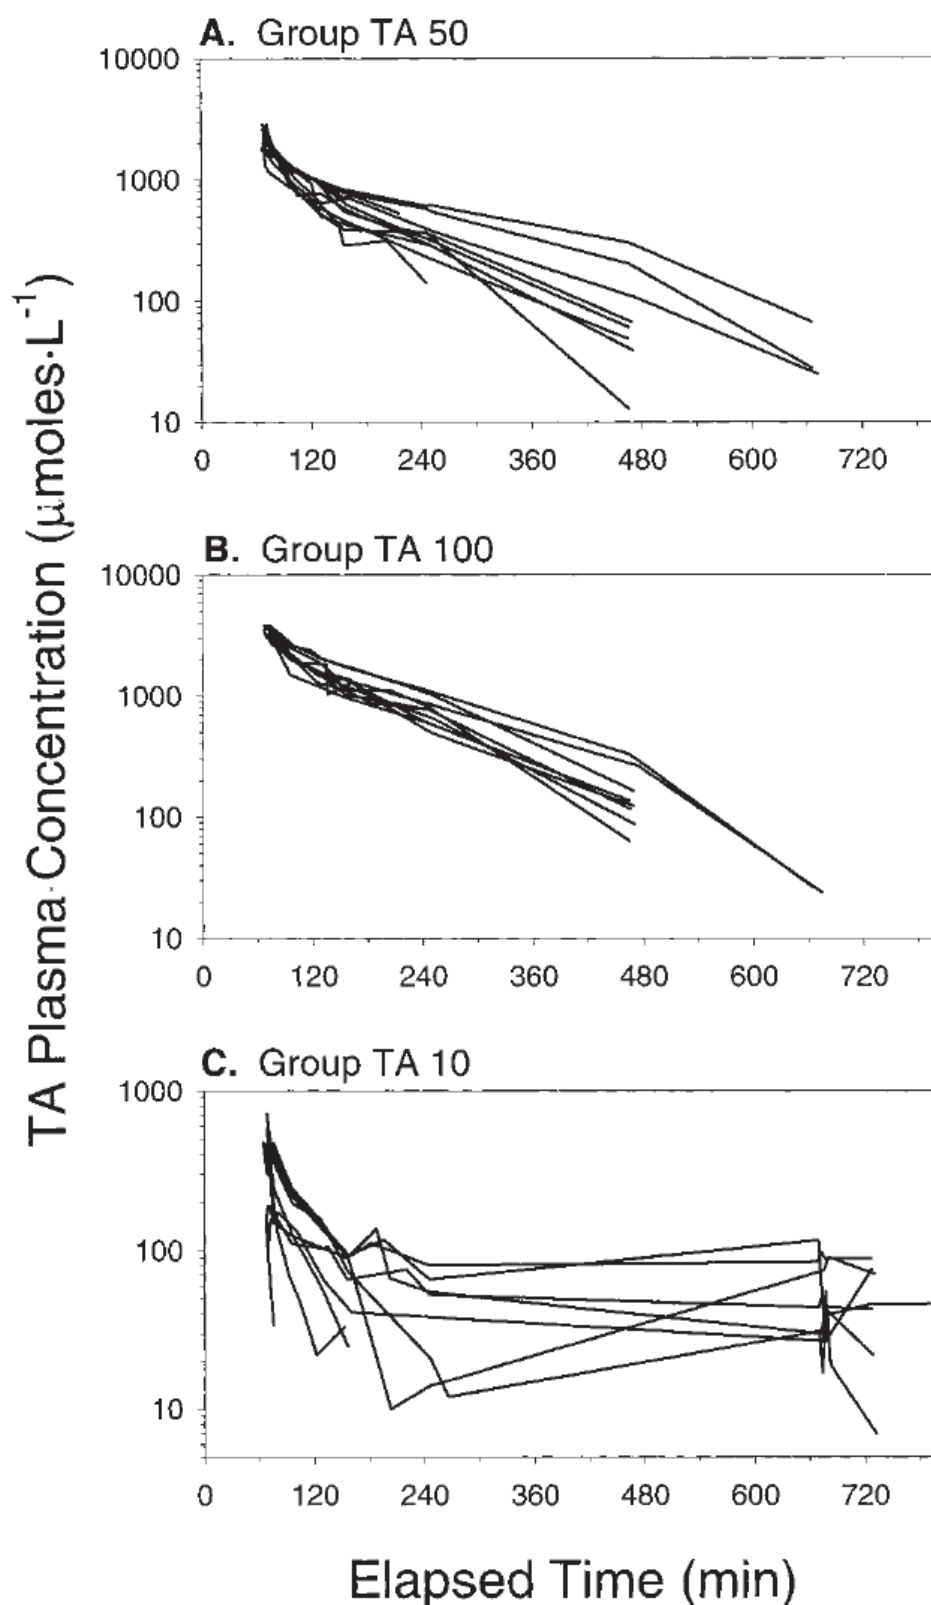 A. Group TA 50
10000
1000
100
10
0 120 240 360 480 600 720
B. Group TA 100
10000
1000
100
10
0 120 240 360 480 600 720
C. Group TA 10
1000
100
10
0 120 240 360 480 600 720
TA Plasma Concentration (μmoles·L⁻¹)
Elapsed Time (min)